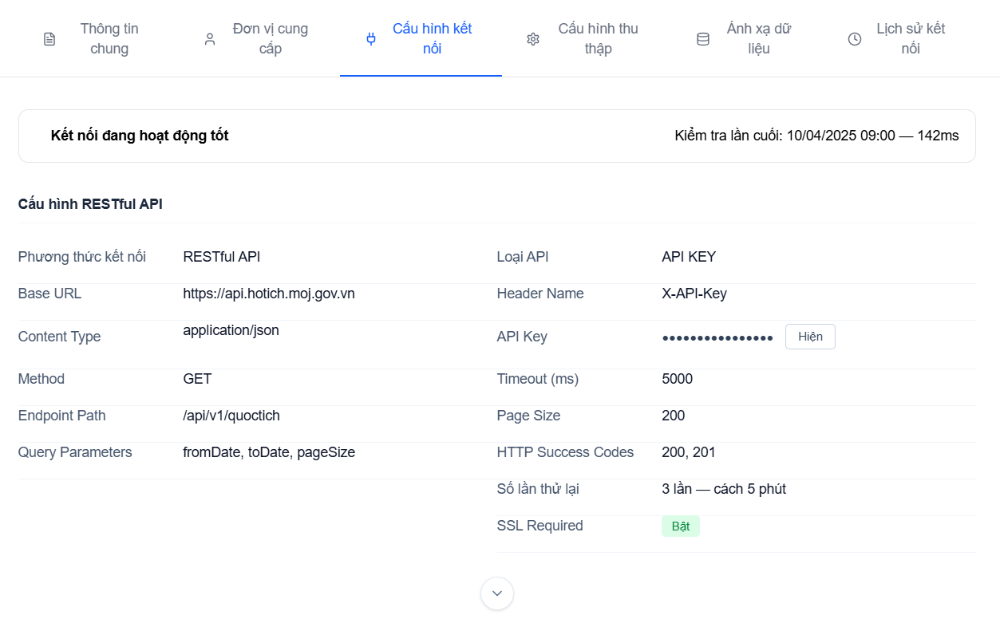 Thông tin chung
Đơn vị cung cấp
Cấu hình kết nối
Cấu hình thu thập
Ánh xạ dữ liệu
Lịch sử kết nối
Kết nối đang hoạt động tốt
Kiểm tra lần cuối: 10/04/2025 09:00 — 142ms
Cấu hình RESTful API
Phương thức kết nối RESTful API
Loại API API KEY
Base URL https://api.hotich.moj.gov.vn
Header Name X-API-Key
Content Type application/json
API Key •••••••••••••••• Hiện
Method GET
Timeout (ms) 5000
Endpoint Path /api/v1/quoctich
Page Size 200
Query Parameters fromDate, toDate, pageSize
HTTP Success Codes 200, 201
Số lần thử lại 3 lần — cách 5 phút
SSL Required Bật